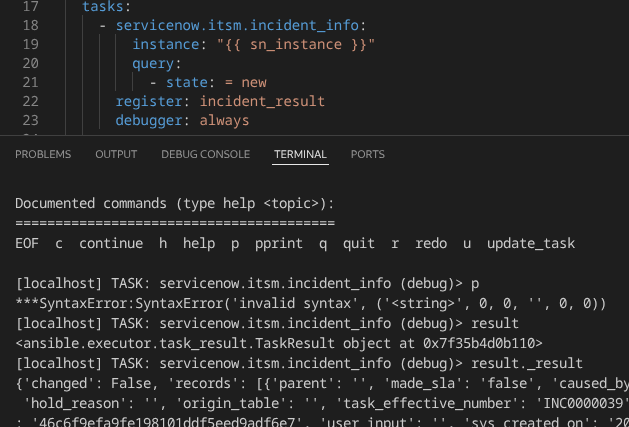 17 tasks:
18 - servicenow.itsm.incident_info:
19 instance: "{{ sn_instance }}"
20 query:
21 - state: = new
22 register: incident_result
23 debugger: always
PROBLEMS OUTPUT DEBUG CONSOLE TERMINAL PORTS
Documented commands (type help <topic>):
========================================
EOF c continue h help p pprint q quit r redo u update_task
[localhost] TASK: servicenow.itsm.incident_info (debug)> p
***SyntaxError:SyntaxError('invalid syntax', ('<string>', 0, 0, '', 0, 0))
[localhost] TASK: servicenow.itsm.incident_info (debug)> result
<ansible.executor.task_result.TaskResult object at 0x7f35b4d0b110>
[localhost] TASK: servicenow.itsm.incident_info (debug)> result._result
{'changed': False, 'records': [{'parent': '', 'made_sla': 'false', 'caused_by
'hold_reason': '', 'origin_table': '', 'task_effective_number': 'INC0000039'
: '46c6f9efa9fe198101ddf5eed9adf6e7', 'user_input': '', 'sys_created_on': '20